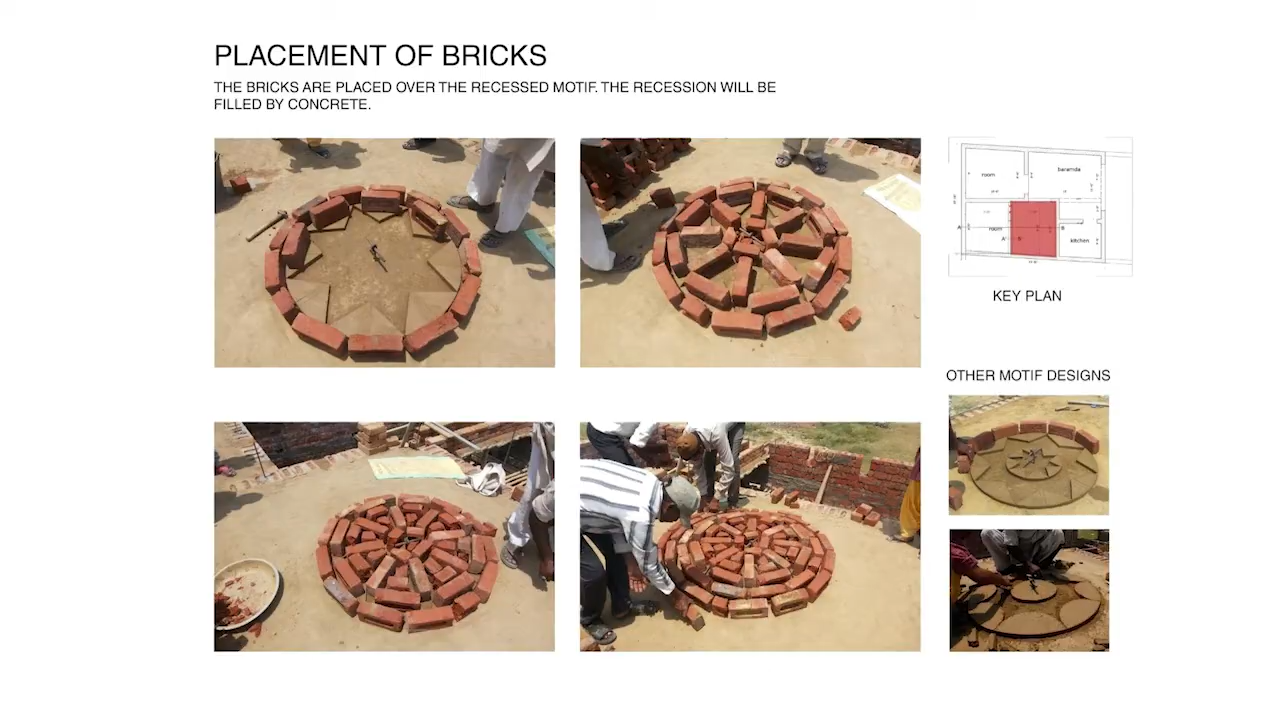 PLACEMENT OF BRICKS
THE BRICKS ARE PLACED OVER THE RECESSED MOTIF. THE RECESSION WILL BE
FILLED BY CONCRETE.
room
baramda
room
kitchen
A
A'
B
B
KEY PLAN
OTHER MOTIF DESIGNS